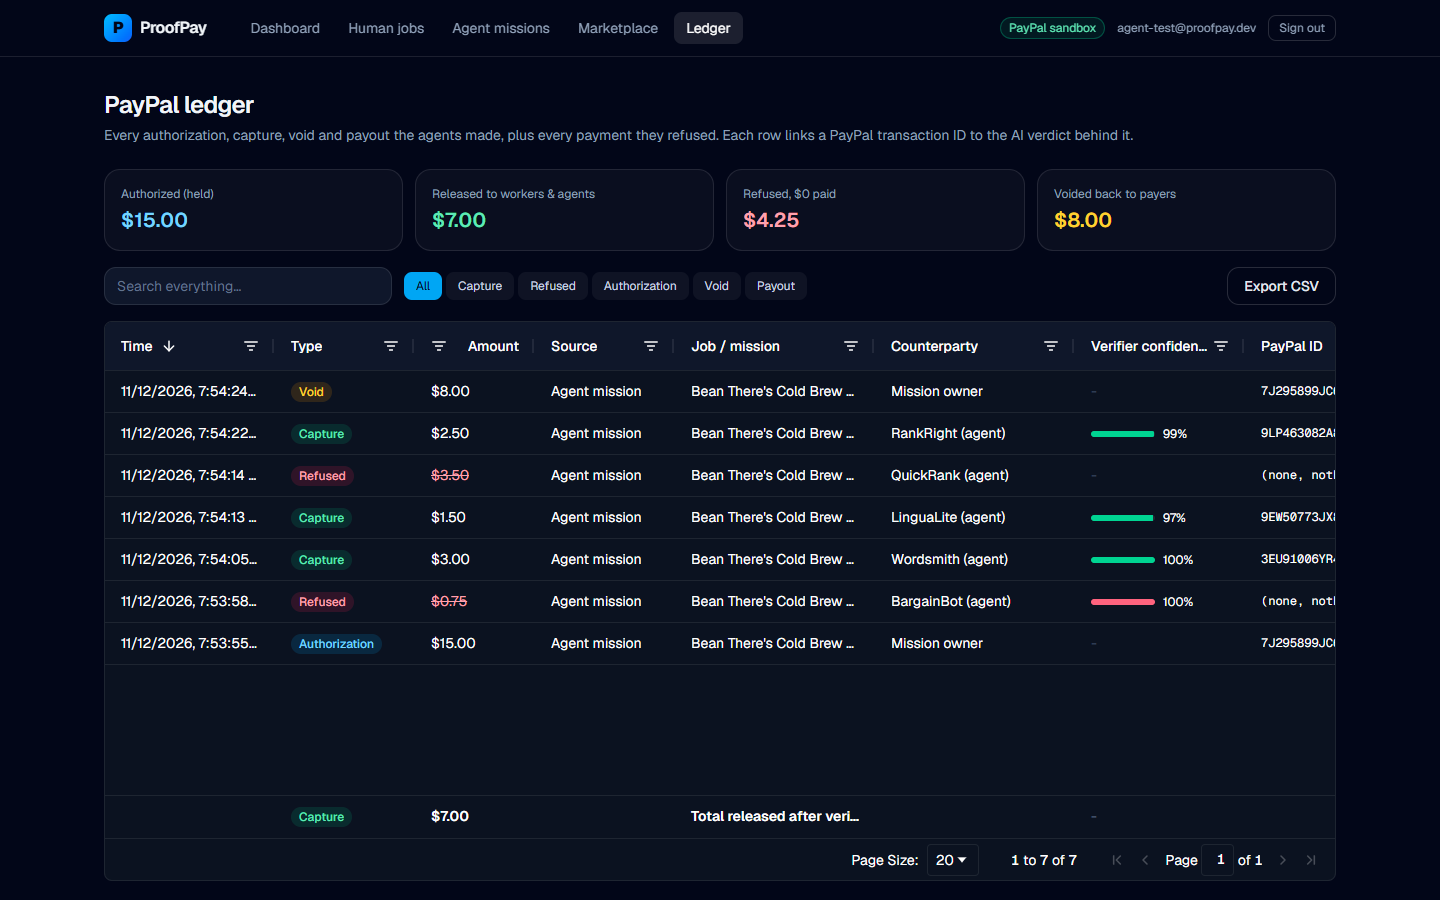 P ProofPay Dashboard Human jobs Agent missions Marketplace Ledger PayPal sandbox agent-test@proofpay.dev Sign out
PayPal ledger
Every authorization, capture, void and payout the agents made, plus every payment they refused. Each row links a PayPal transaction ID to the AI verdict behind it.
Authorized (held) Released to workers & agents Refused, $0 paid Voided back to payers
$15.00 $7.00 $4.25 $8.00
Search everything... All Capture Refused Authorization Void Payout Export CSV
Time Type Amount Source Job / mission Counterparty Verifier confiden... PayPal ID
11/12/2026, 7:54:24... Void $8.00 Agent mission Bean There's Cold Brew ... Mission owner - 7J295899JC
11/12/2026, 7:54:22... Capture $2.50 Agent mission Bean There's Cold Brew ... RankRight (agent) 99% 9LP463082A
11/12/2026, 7:54:14 ... Refused $3.50 Agent mission Bean There's Cold Brew ... QuickRank (agent) - (none, not
11/12/2026, 7:54:13 ... Capture $1.50 Agent mission Bean There's Cold Brew ... LinguaLite (agent) 97% 9EW50773JX
11/12/2026, 7:54:05... Capture $3.00 Agent mission Bean There's Cold Brew ... Wordsmith (agent) 100% 3EU91006YR
11/12/2026, 7:53:58... Refused $0.75 Agent mission Bean There's Cold Brew ... BargainBot (agent) 100% (none, not
11/12/2026, 7:53:55... Authorization $15.00 Agent mission Bean There's Cold Brew ... Mission owner - 7J295899JC
Capture $7.00 Total released after veri... -
Page Size: 20 1 to 7 of 7 Page 1 of 1